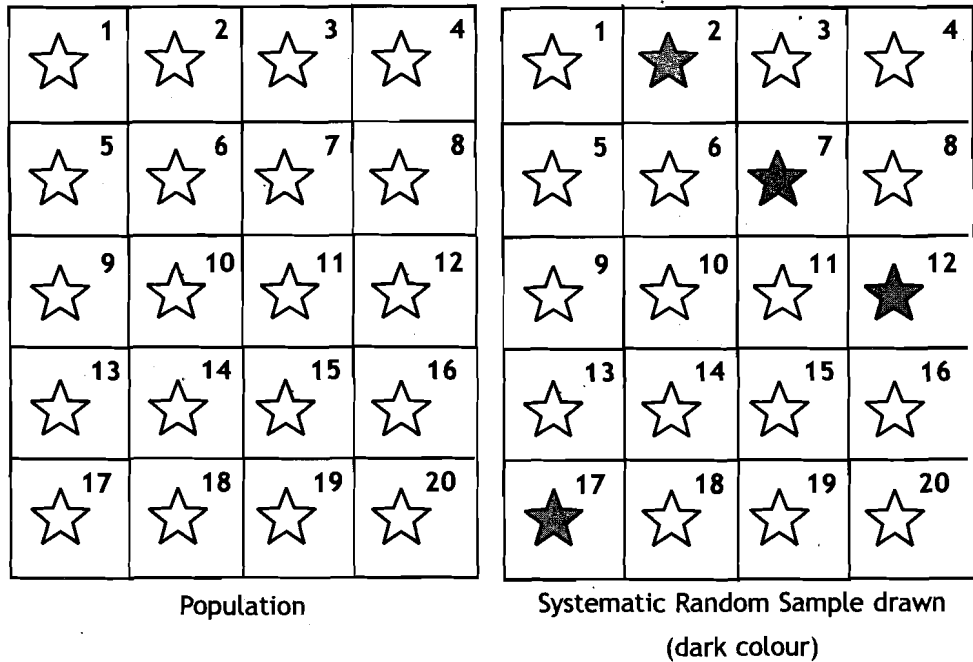 1 2 3 4
5 6 7 8
9 10 11 12
13 14 15 16
17 18 19 20
Population
1 2 3 4
5 6 7 8
9 10 11 12
13 14 15 16
17 18 19 20
Systematic Random Sample drawn
(dark colour)